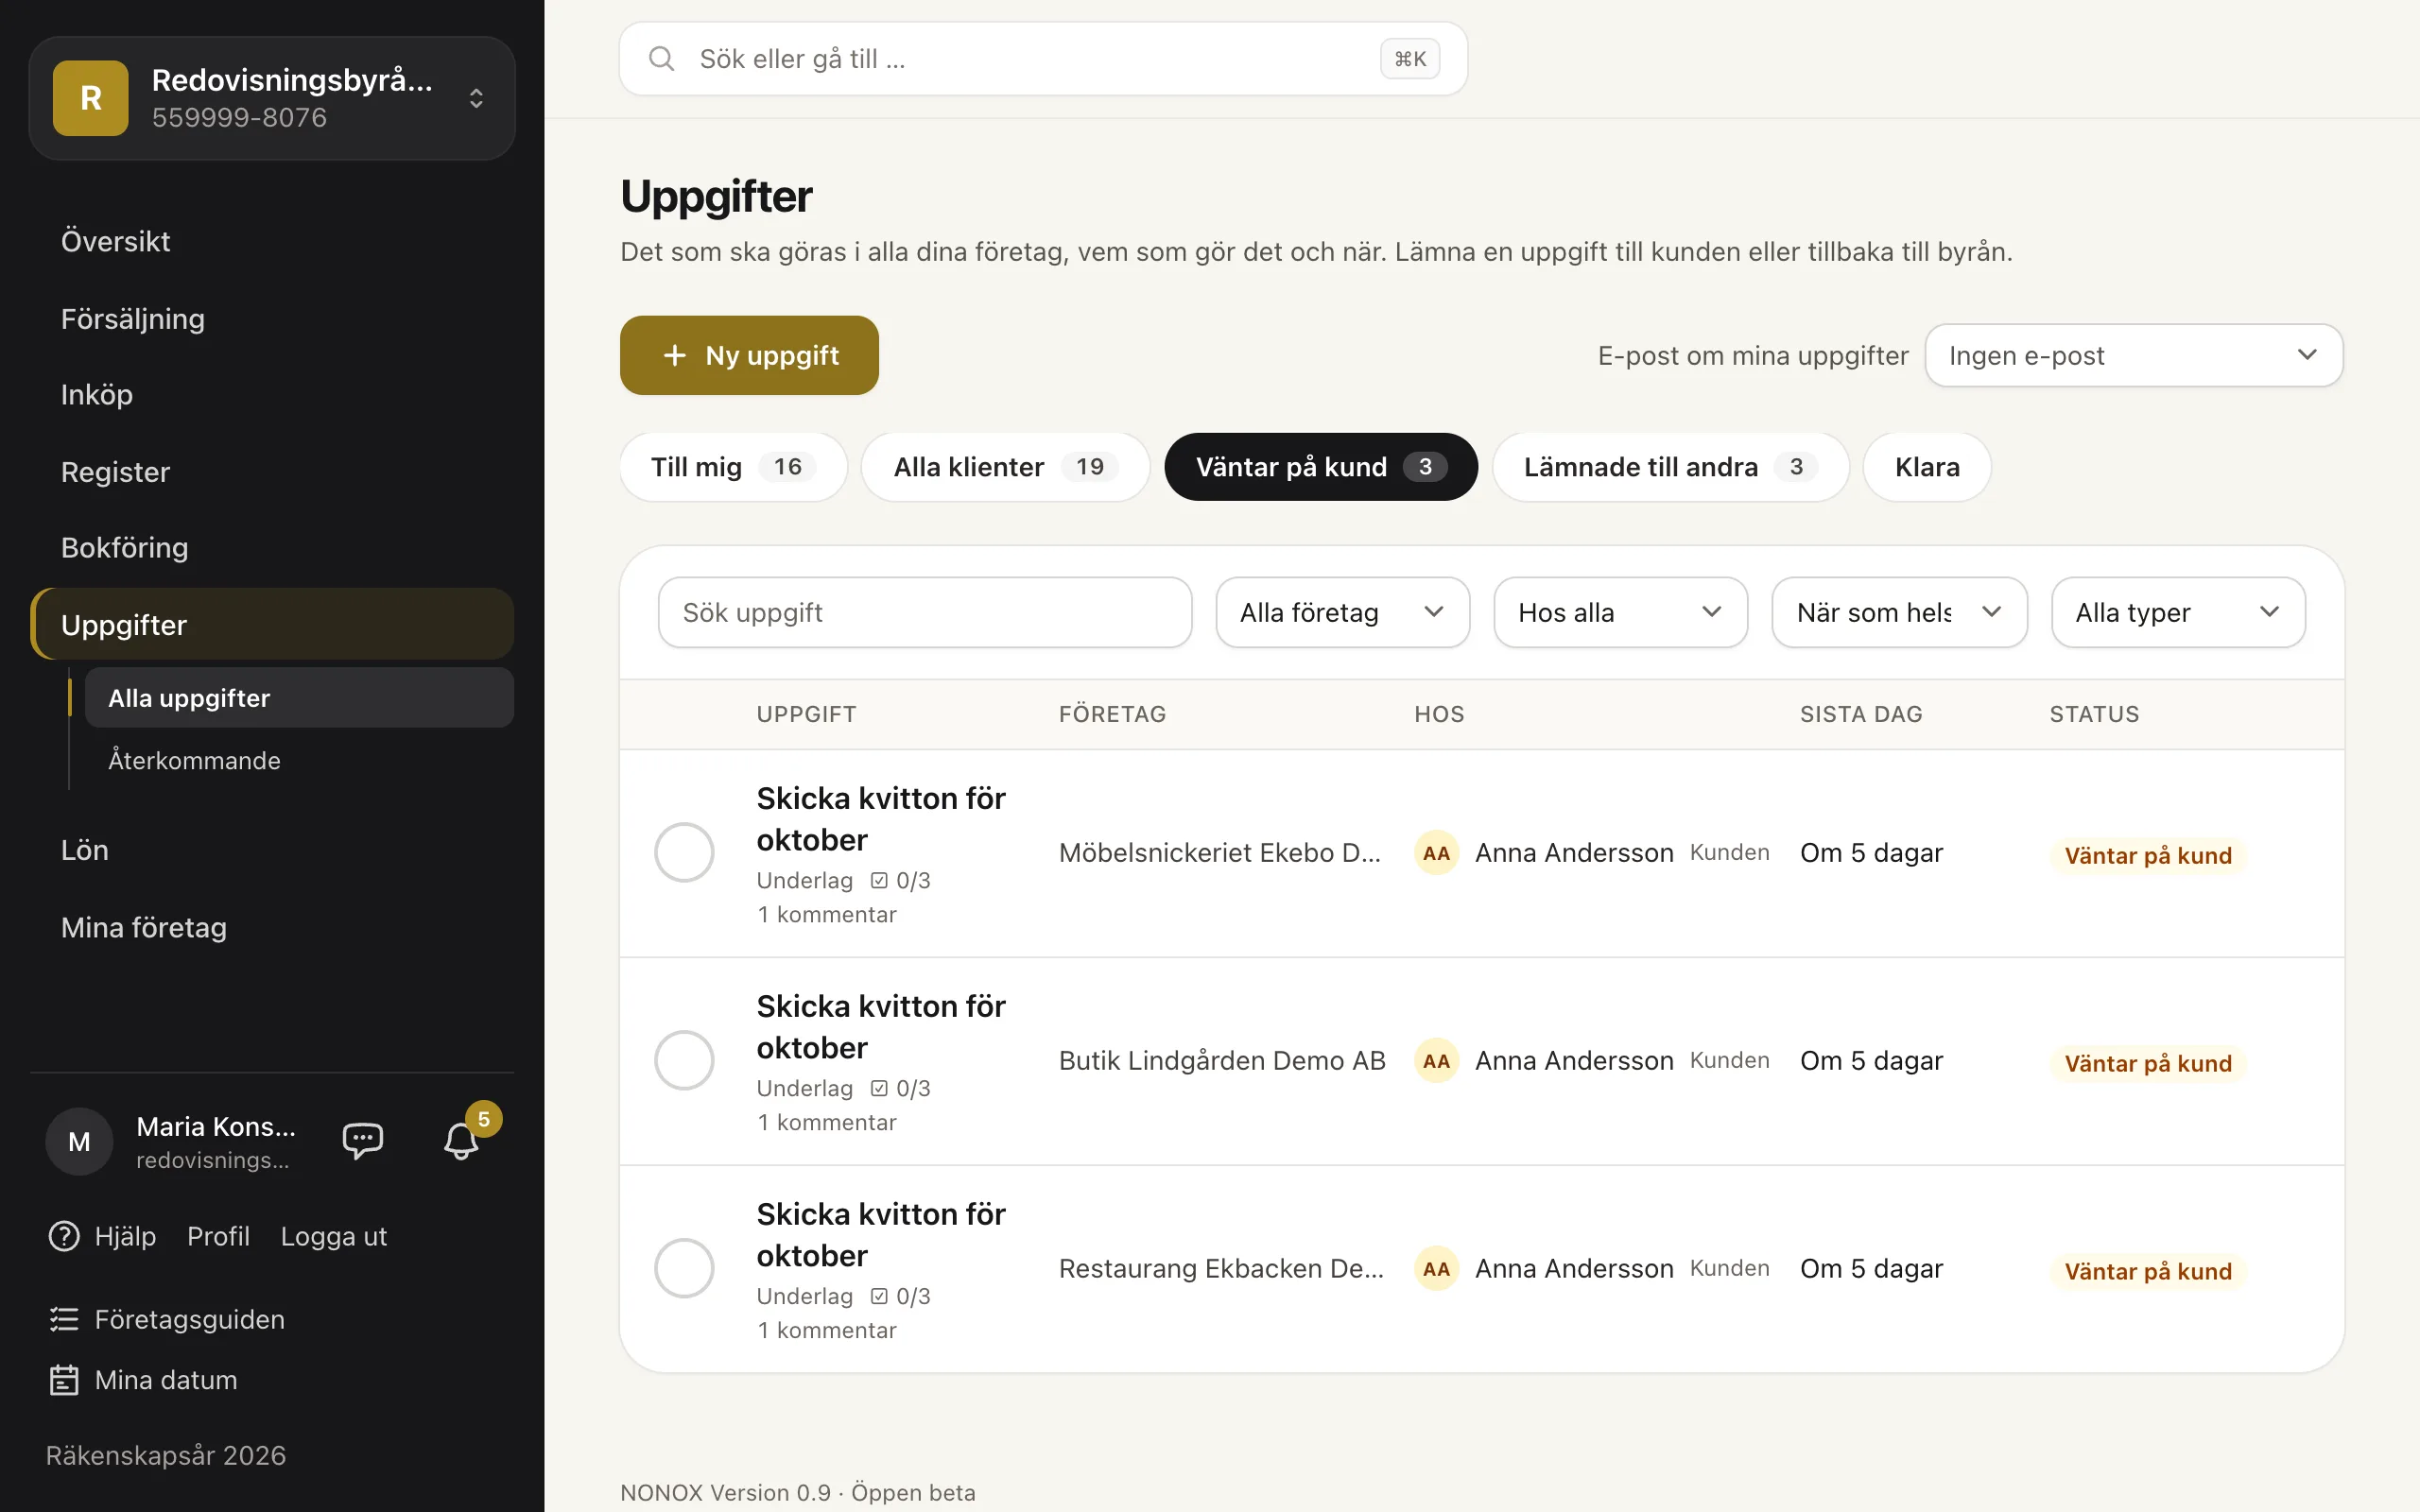 R
Redovisningsbyrå...
559999-8076
Översikt
Försäljning
Inköp
Register
Bokföring
Uppgifter
Alla uppgifter
Återkommande
Lön
Mina företag
M
Maria Kons...
redovisnings...
5
Hjälp Profil Logga ut
Företagsguiden
Mina datum
Räkenskapsår 2026
Sök eller gå till ... ⌘K
Uppgifter
Det som ska göras i alla dina företag, vem som gör det och när. Lämna en uppgift till kunden eller tillbaka till byrån.
+ Ny uppgift
E-post om mina uppgifter Ingen e-post
Till mig 16 Alla klienter 19 Väntar på kund 3 Lämnade till andra 3 Klara
Sök uppgift Alla företag Hos alla När som hels Alla typer
UPPGIFT FÖRETAG HOS SISTA DAG STATUS
Skicka kvitton för
oktober
Underlag 0/3
1 kommentar
Möbelsnickeriet Ekebo D... AA Anna Andersson Kunden Om 5 dagar Väntar på kund
Skicka kvitton för
oktober
Underlag 0/3
1 kommentar
Butik Lindgården Demo AB AA Anna Andersson Kunden Om 5 dagar Väntar på kund
Skicka kvitton för
oktober
Underlag 0/3
1 kommentar
Restaurang Ekbacken De... AA Anna Andersson Kunden Om 5 dagar Väntar på kund
NONOX Version 0.9 · Öppen beta